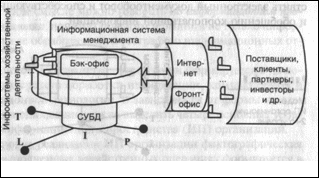 Информационная система
менеджмента
Инфосистемы хозяйственной
деятельности
Бэк-офис
СУБД
Т
L
I
P
Интер-
нет
Фронт-
офис
...
Поставщики,
клиенты,
партнеры,
инвесторы
и др.